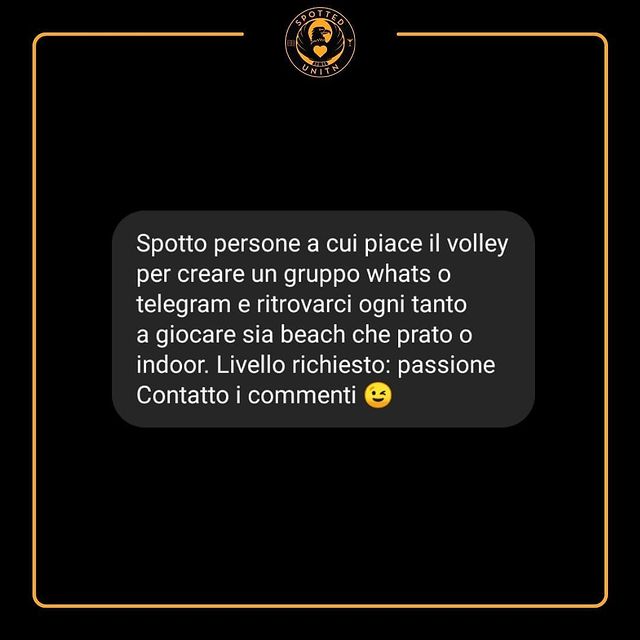 SPOTTED
UNITN
Spotto persone a cui piace il volley
per creare un gruppo whats o
telegram e ritrovarci ogni tanto
a giocare sia beach che prato o
indoor. Livello richiesto: passione
Contatto i commenti 😉